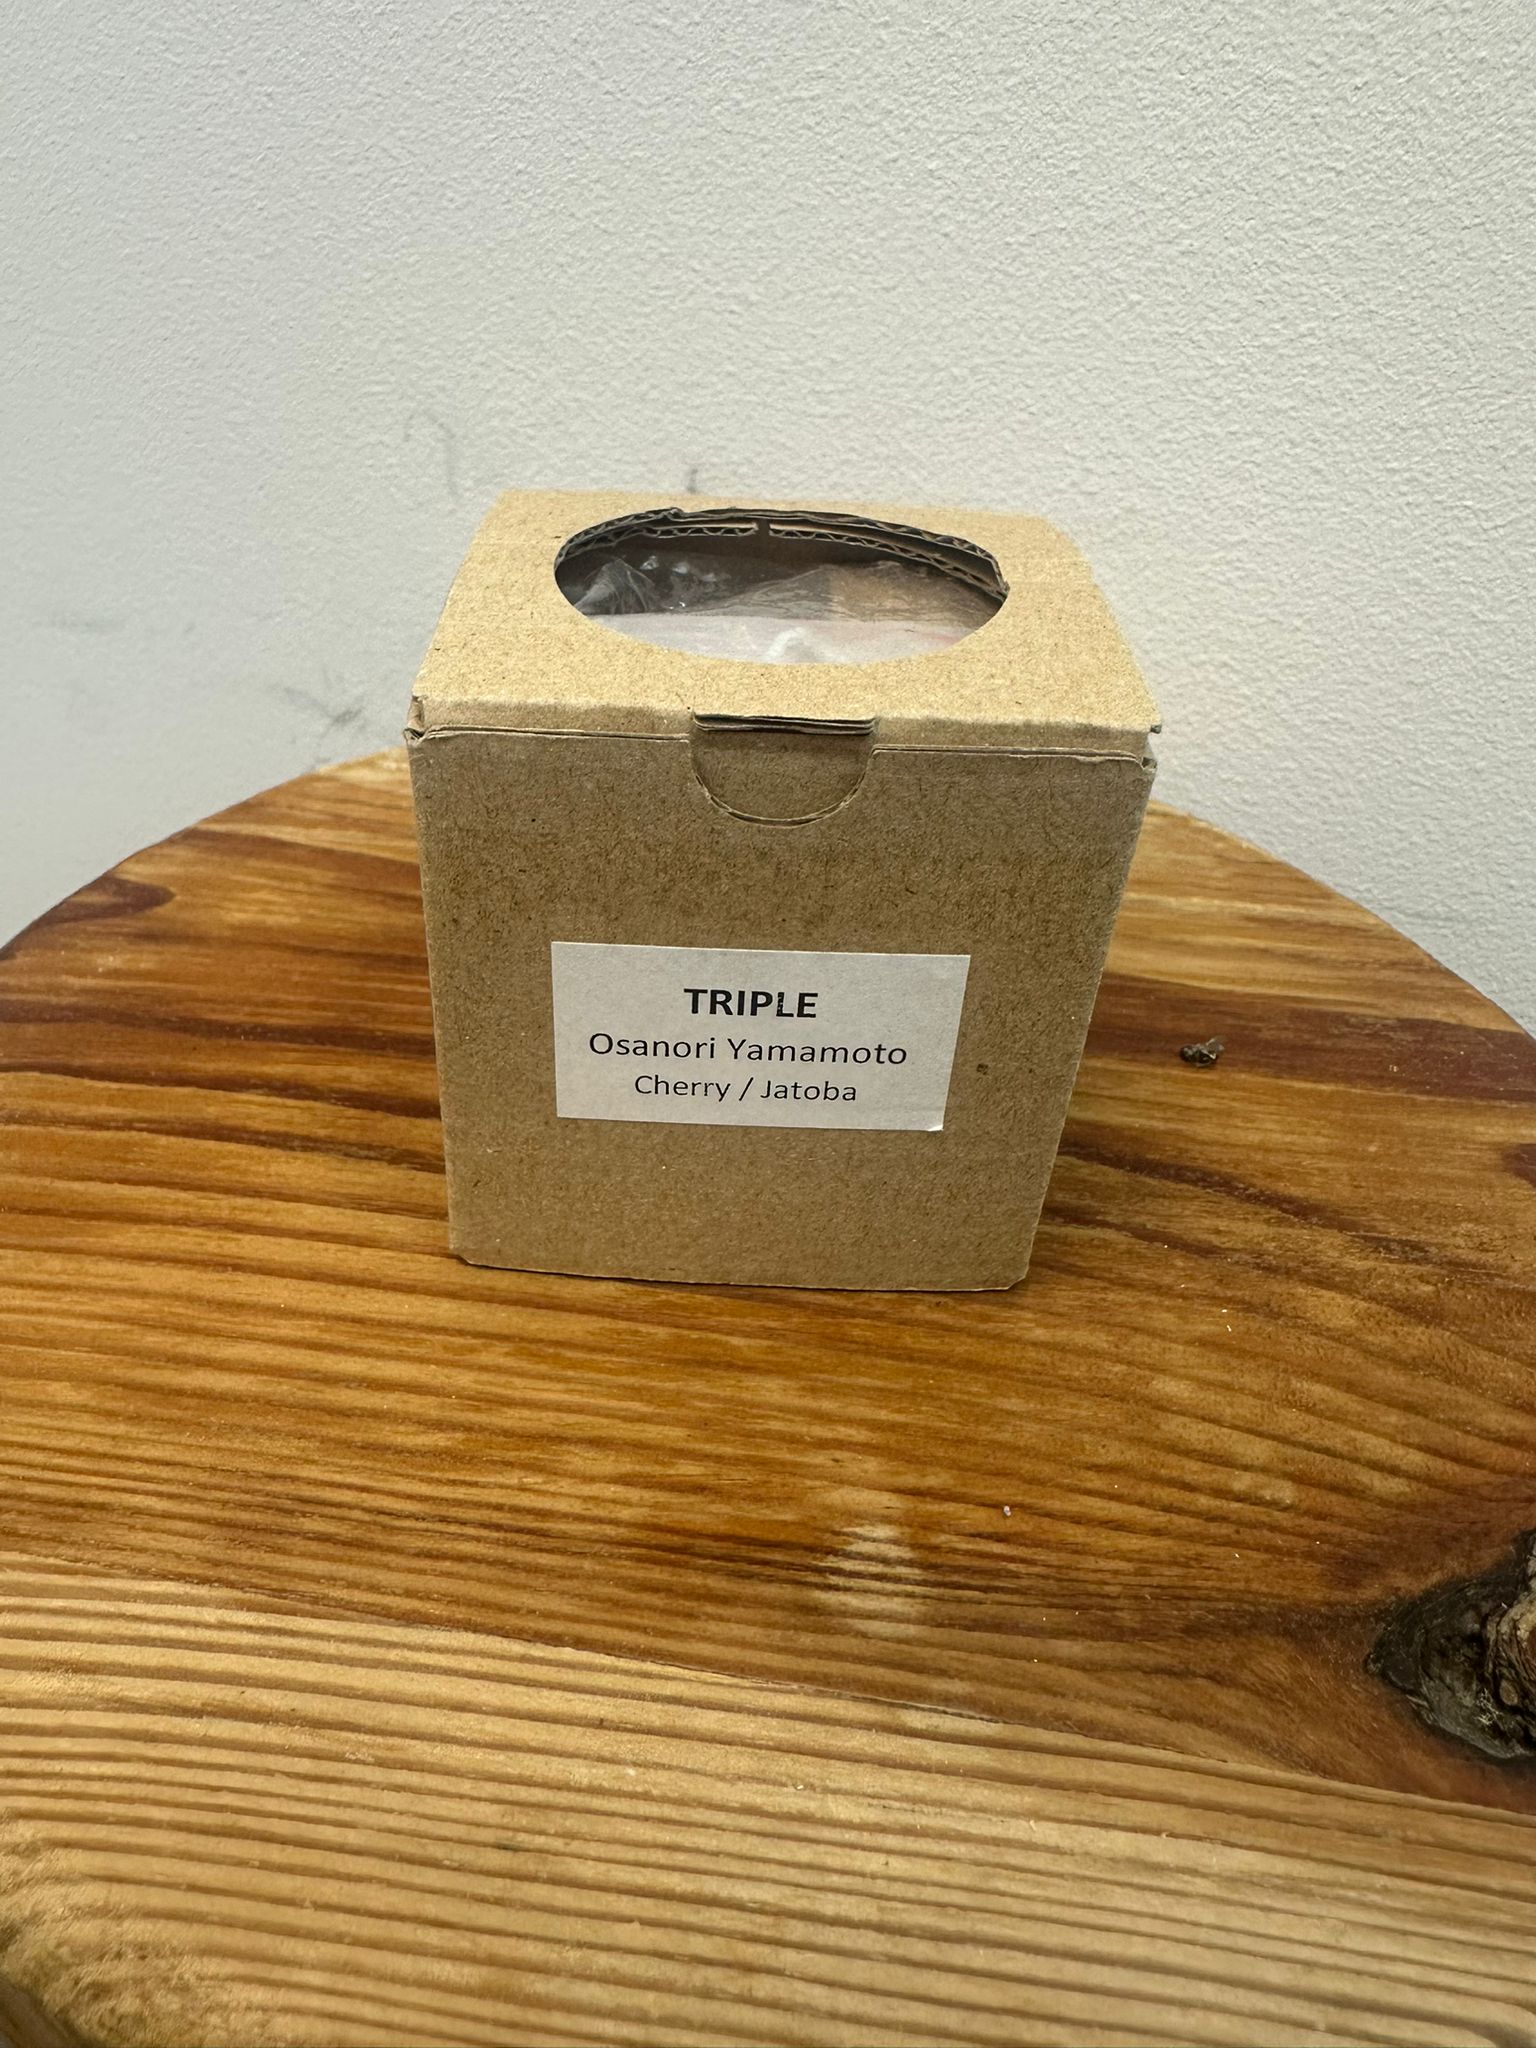 TRIPLE
Osanori Yamamoto
Cherry / Jatoba